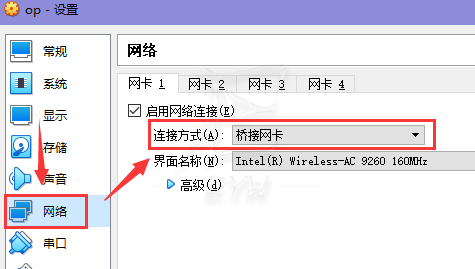 op - 设置
常规
系统
显示
存储
声音
网络
串口
网络
网卡 1 网卡 2 网卡 3 网卡 4
启用网络连接(E)
连接方式(A): 桥接网卡
界面名称(N): Intel(R) Wireless-AC 9260 160MHz
高级(d)